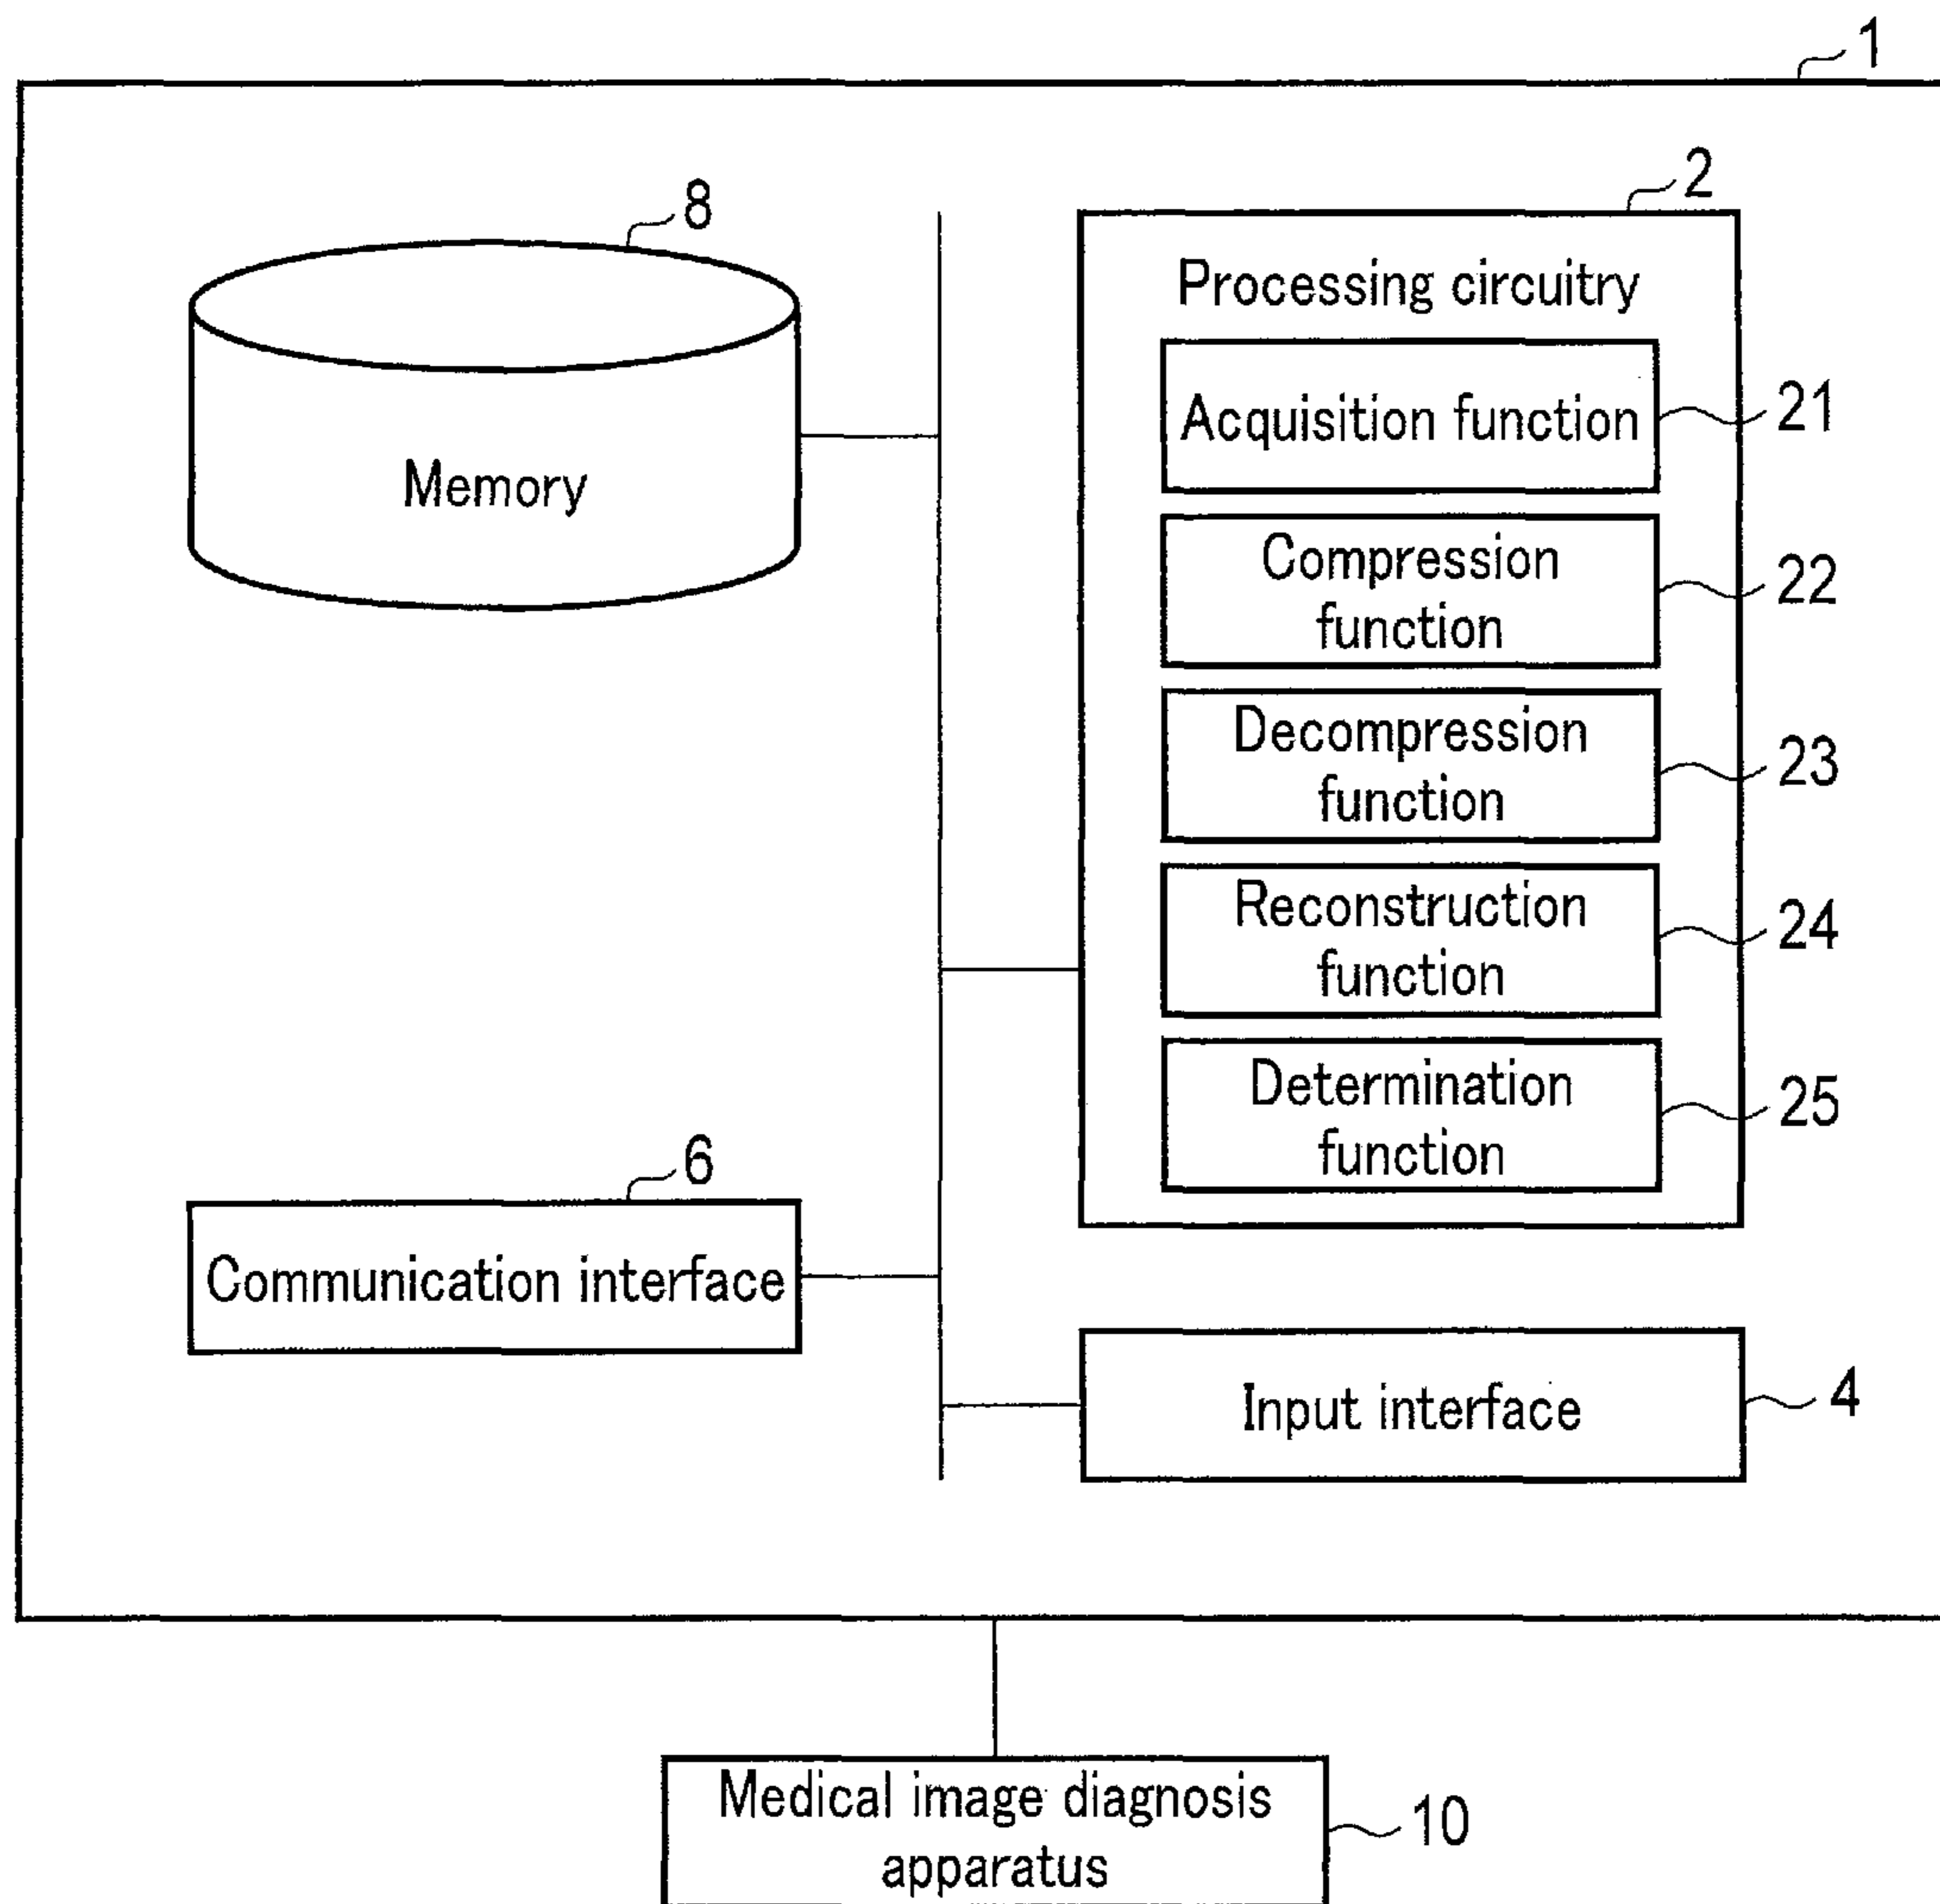 1
2
8
Processing circuitry
Acquisition function
21
Memory
Compression
function
22
Decompression
function
23
Reconstruction
function
24
Determination
function
25
6
Communication interface
Input interface
4
Medical image diagnosis
apparatus
10